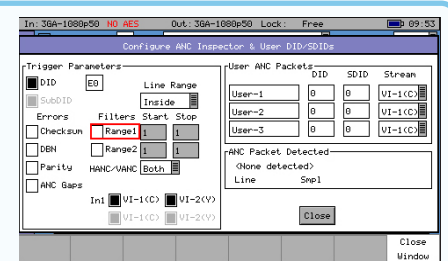 In: 3GA-1080p50 NO AES Out: 3GA-1080p50 Lock: Free 09:53
Configure ANC Inspector & User DID/SDIDs
Trigger Parameters
DID E0 Line Range
SubDID Inside
Errors Filters Start Stop
Checksum Range1 1 1
DBN Range2 1 1
Parity HANC/VANC Both
ANC Gaps
In1 VI-1(C) VI-2(Y)
VI-1(C) VI-2(Y)
User ANC Packets
DID SDID Stream
User-1 0 0 VI-1(C)
User-2 0 0 VI-1(C)
User-3 0 0 VI-1(C)
ANC Packet Detected
<None detected>
Line Smpl
Close
Close
Window